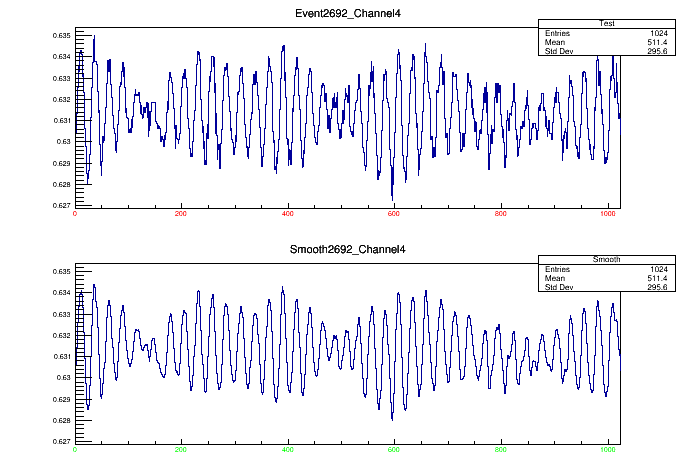 Event2692_Channel4
Test
Entries 1024
Mean 511.4
Std Dev 295.6
0.635
0.634
0.633
0.632
0.631
0.63
0.629
0.628
0.627
0 200 400 600 800 1000
Smooth2692_Channel4
Smooth
Entries 1024
Mean 511.4
Std Dev 295.6
0.635
0.634
0.633
0.632
0.631
0.63
0.629
0.628
0.627
0 200 400 600 800 1000